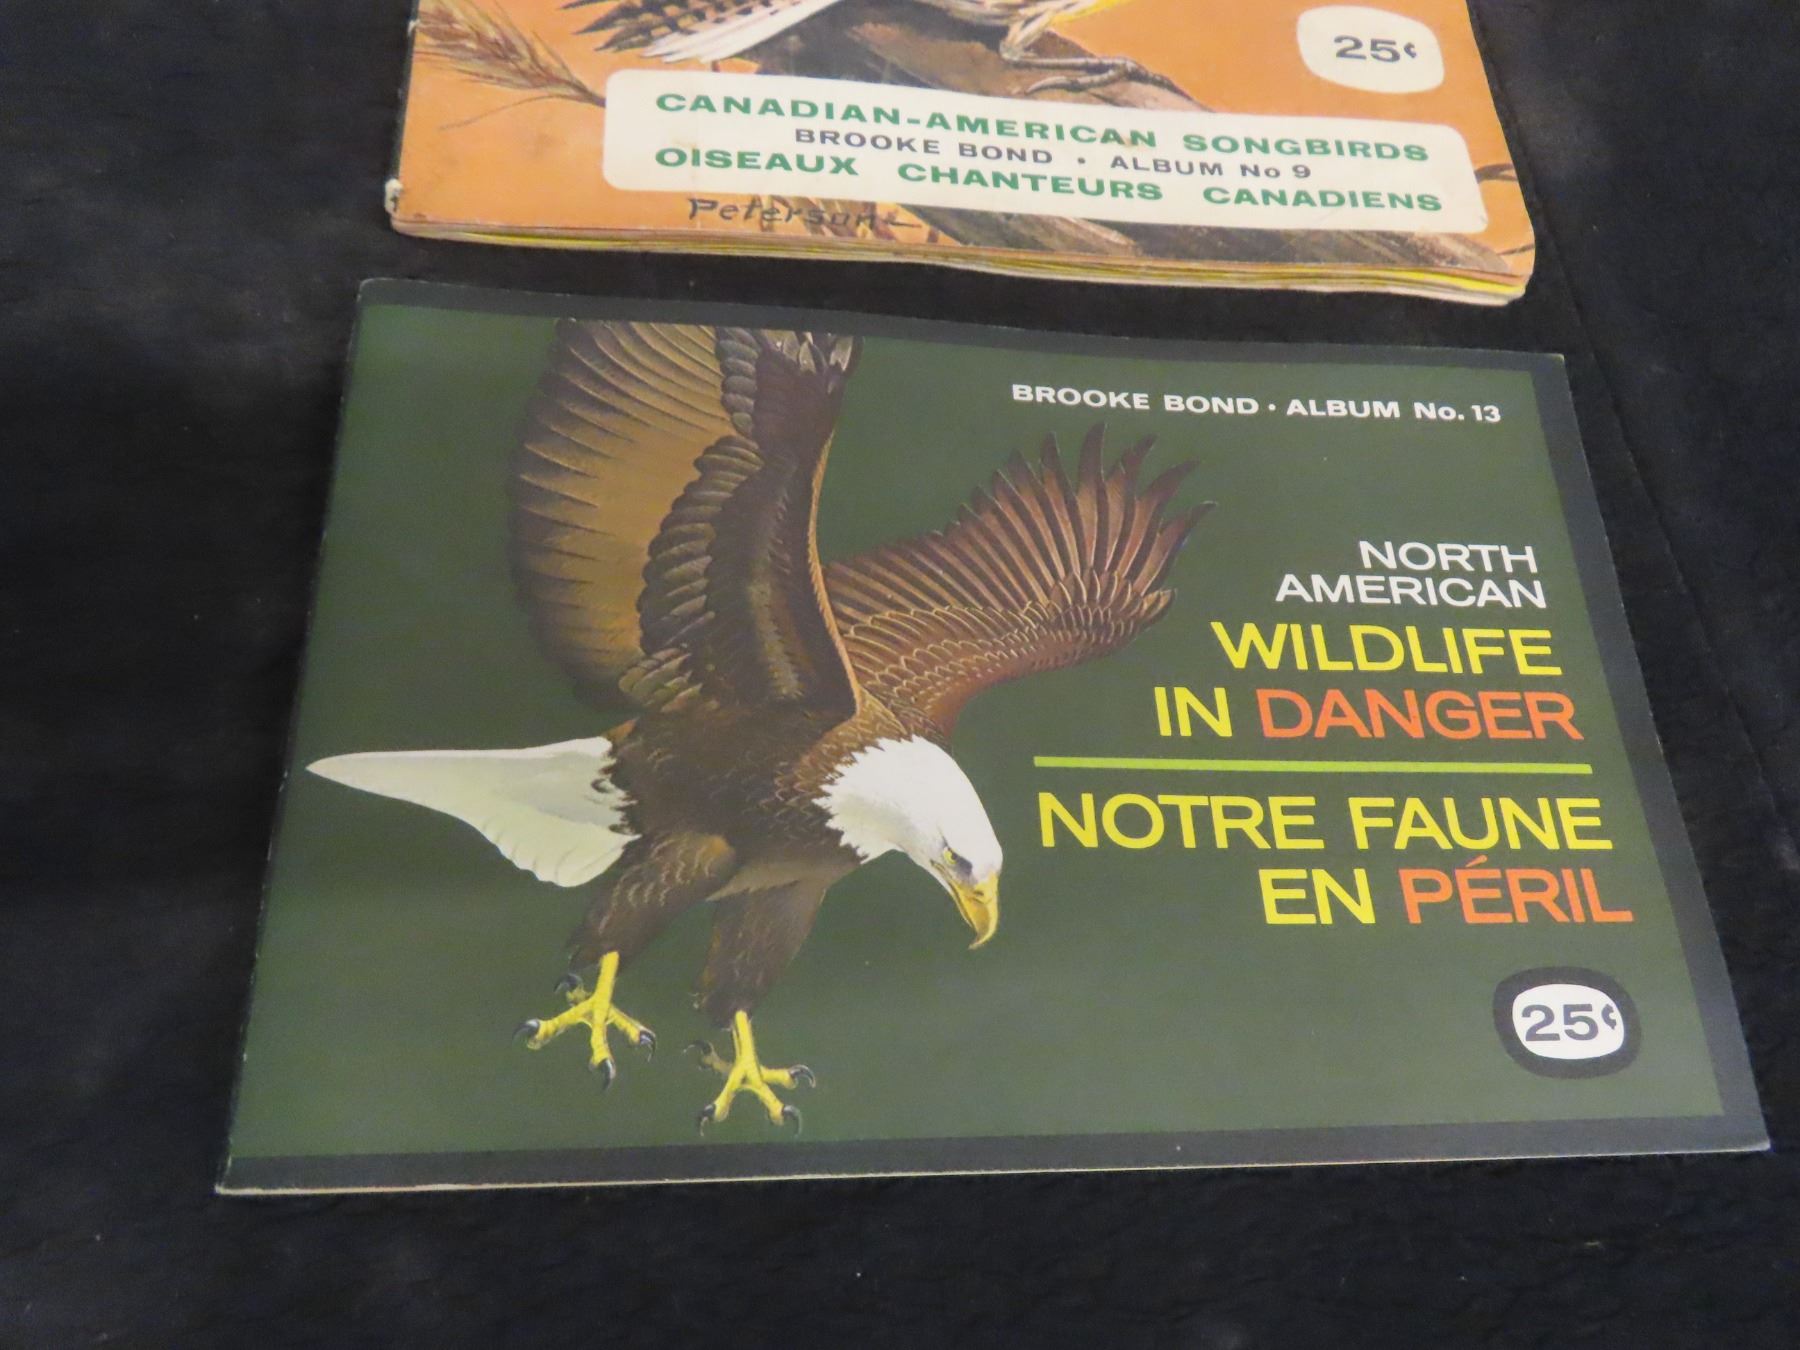 25¢
CANADIAN-AMERICAN SONGBIRDS
BROOKE BOND • ALBUM No 9
OISEAUX CHANTEURS CANADIENS
Peterson
BROOKE BOND • ALBUM No. 13
NORTH
AMERICAN
WILDLIFE
IN DANGER
NOTRE FAUNE
EN PÉRIL
25¢